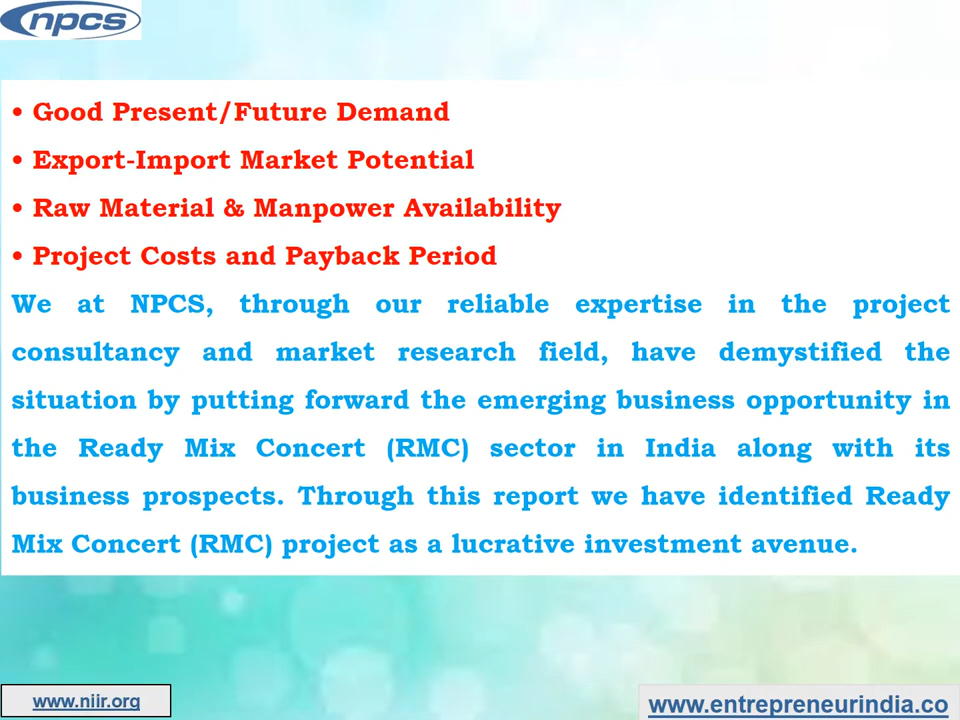 npcs
• Good Present/Future Demand
• Export-Import Market Potential
• Raw Material & Manpower Availability
• Project Costs and Payback Period
We at NPCS, through our reliable expertise in the project
consultancy and market research field, have demystified the
situation by putting forward the emerging business opportunity in
the Ready Mix Concert (RMC) sector in India along with its
business prospects. Through this report we have identified Ready
Mix Concert (RMC) project as a lucrative investment avenue.
www.niir.org
www.entrepreneurindia.co